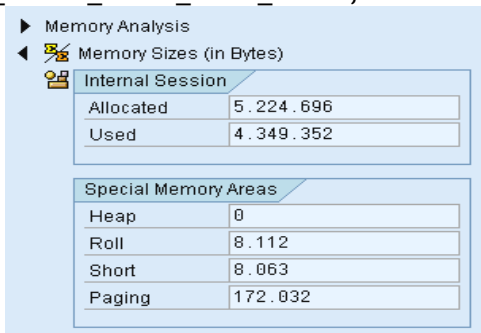 Memory Analysis
Memory Sizes (in Bytes)
Internal Session
Allocated 5.224.696
Used 4.349.352
Special Memory Areas
Heap 0
Roll 8.112
Short 8.063
Paging 172.032